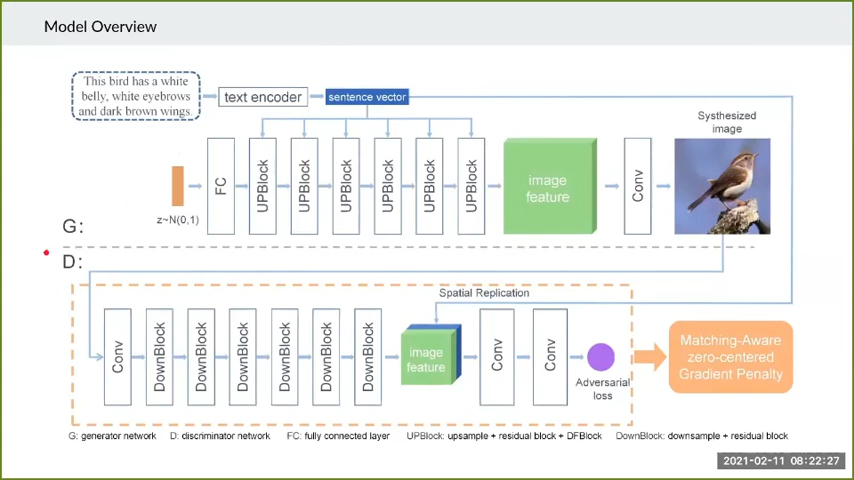 Model Overview
This bird has a white
belly, white eyebrows
and dark brown wings.
text encoder
sentence vector
Systhesized
image
FC
UPBlock
UPBlock
UPBlock
UPBlock
UPBlock
UPBlock
image
feature
Conv
z~N(0,1)
G:
D:
Spatial Replication
Conv
DownBlock
DownBlock
DownBlock
DownBlock
DownBlock
DownBlock
image
feature
Conv
Conv
Adversarial
loss
Matching-Aware
zero-centered
Gradient Penalty
G: generator network D: discriminator network FC: fully connected layer UPBlock: upsample + residual block + DFBlock DownBlock: downsample + residual block
2021-02-11 08:22:27